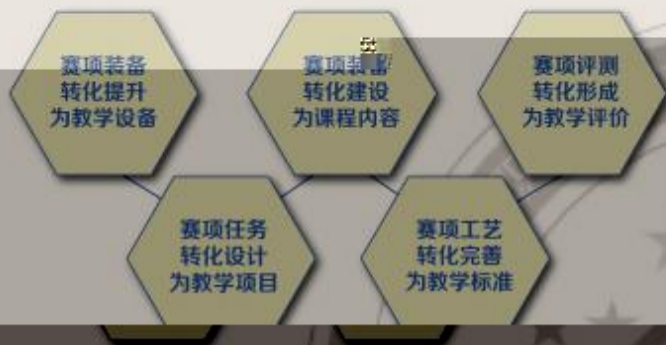 赛项装备
转化提升
为教学设备
赛项装备
转化建设
为课程内容
赛项评测
转化形成
为教学评价
赛项任务
转化设计
为教学项目
赛项工艺
转化完善
为教学标准